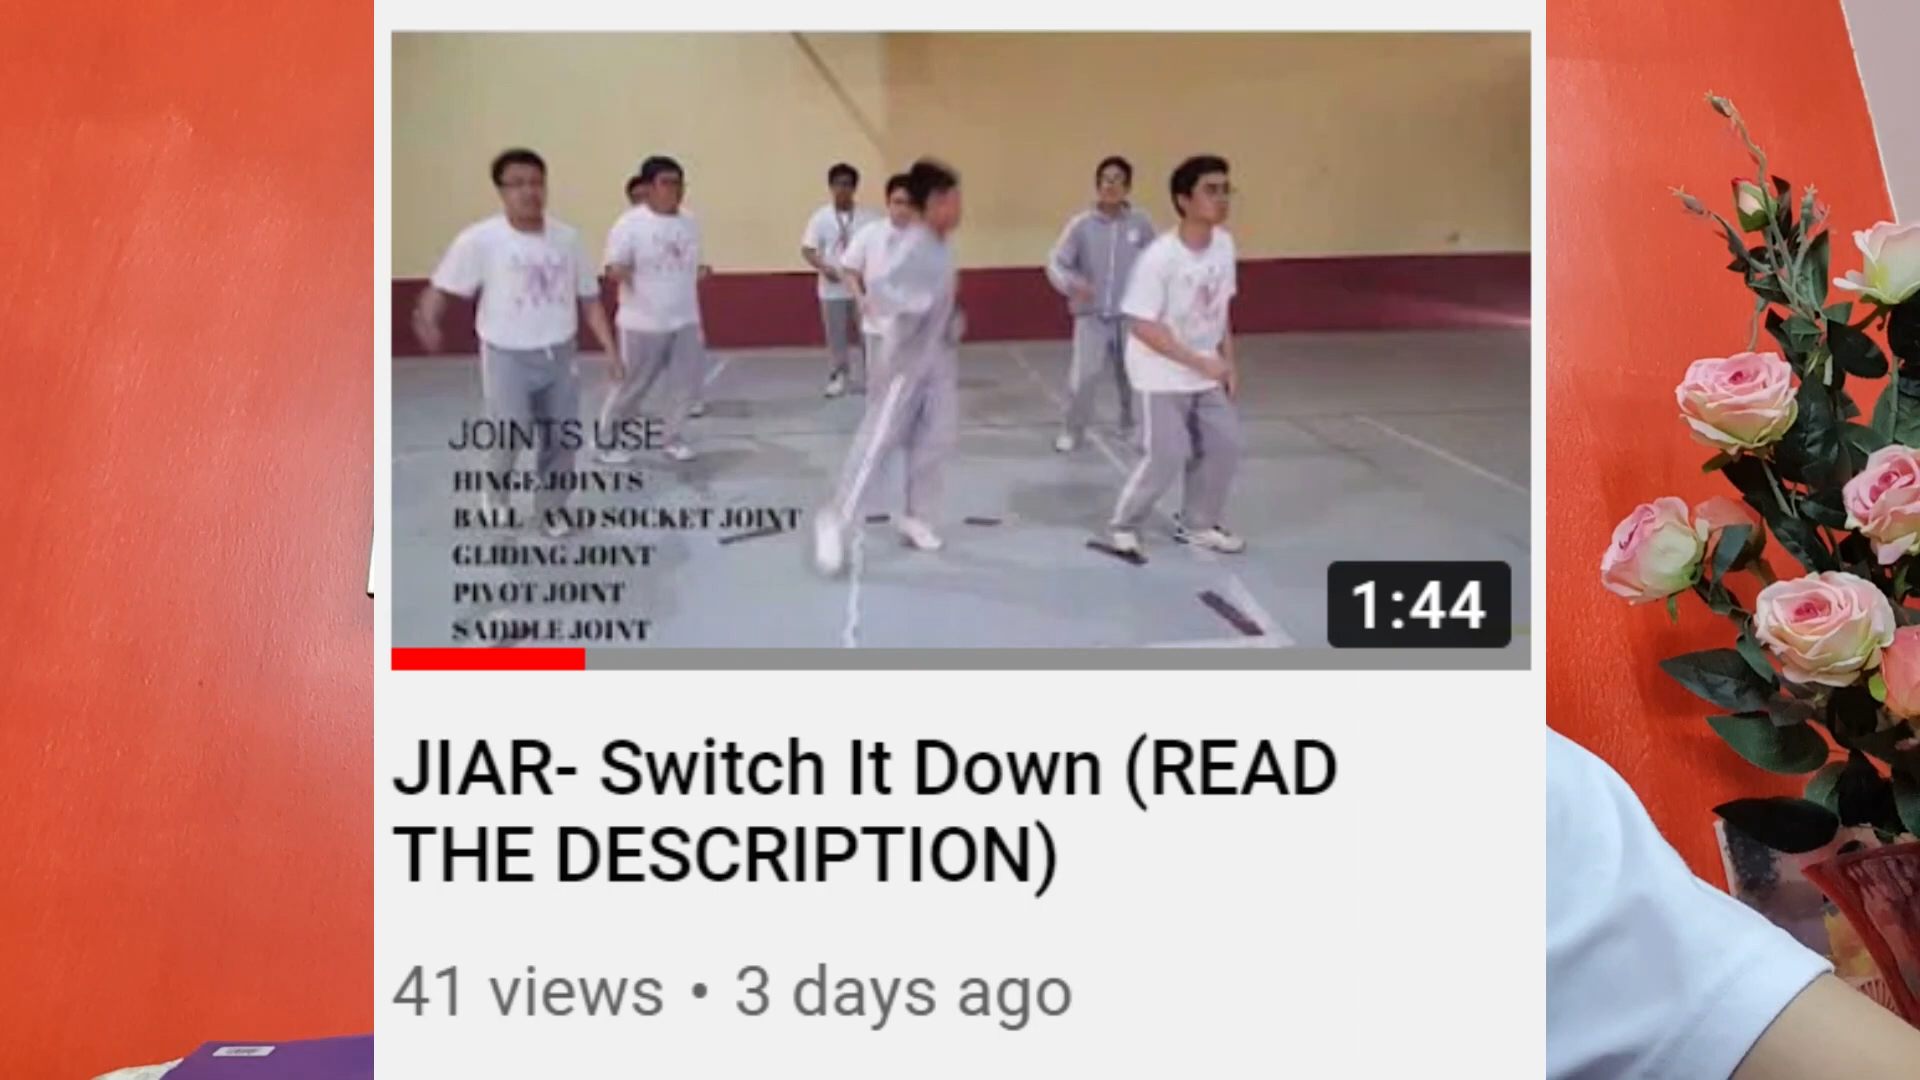 JOINTS USE
HINGE JOINTS
BALL AND SOCKET JOINT
GLIDING JOINT
PIVOT JOINT
SADDLE JOINT
1:44
JIAR- Switch It Down (READ
THE DESCRIPTION)
41 views • 3 days ago